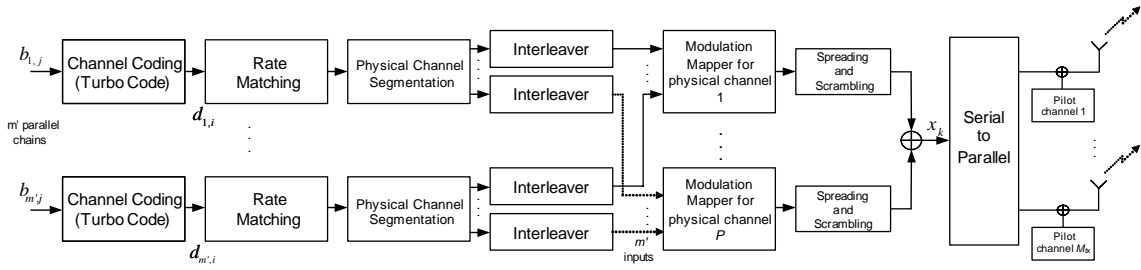 b1,j
m' parallel
chains
bm',j
Channel Coding
(Turbo Code)
d1,i
Rate
Matching
Physical Channel
Segmentation
Interleaver
Interleaver
Modulation
Mapper for
physical channel
1
Spreading
and
Scrambling
Channel Coding
(Turbo Code)
dm',i
Rate
Matching
Physical Channel
Segmentation
Interleaver
Interleaver
m'
inputs
Modulation
Mapper for
physical channel
P
Spreading
and
Scrambling
xk
Serial
to
Parallel
Pilot
channel 1
Pilot
channel Mtx